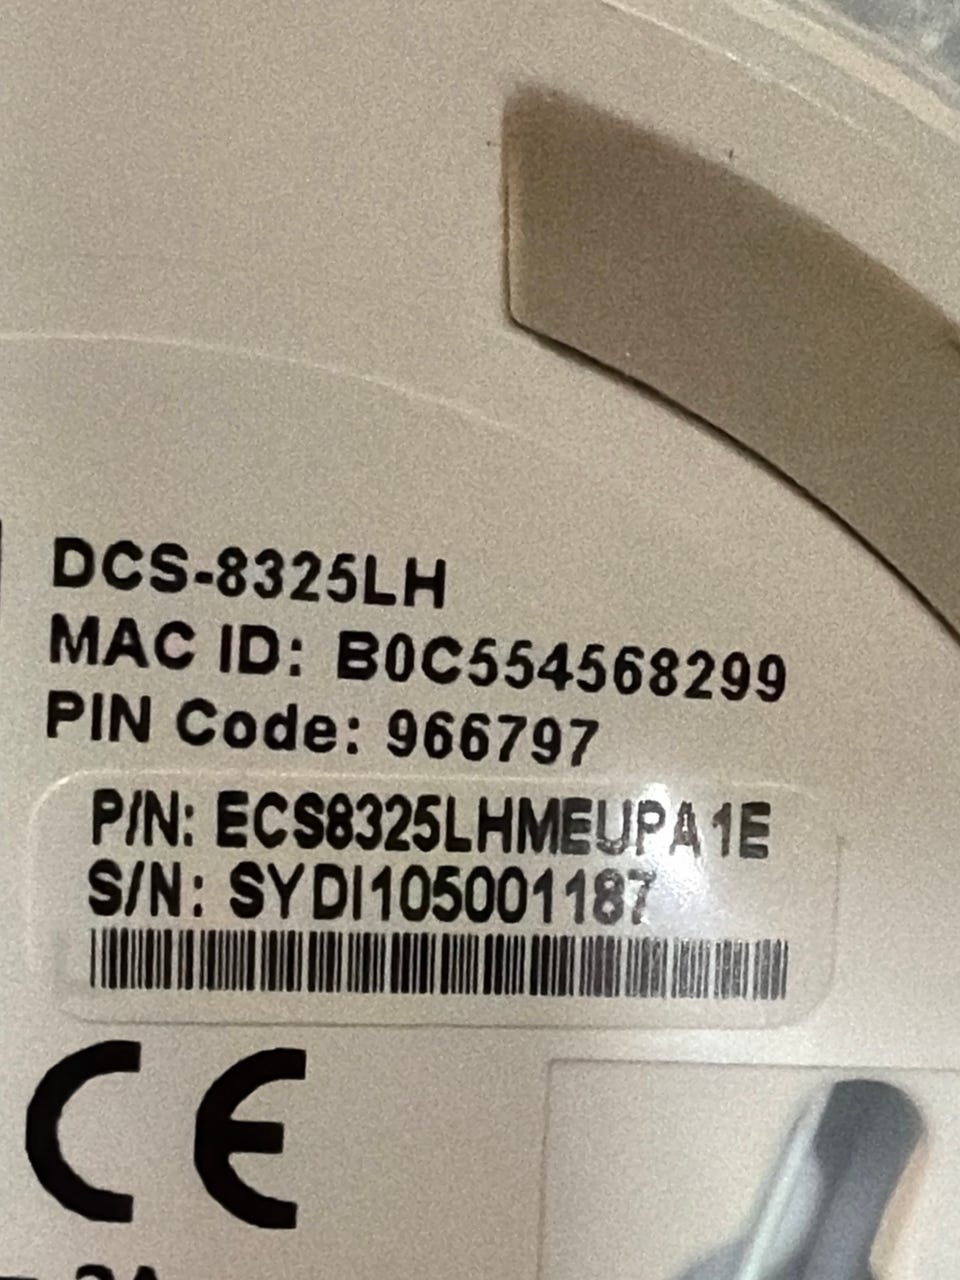 DCS-8325LH
MAC ID: B0C554568299
PIN Code: 966797
P/N: ECS8325LHMEUPA1E
S/N: SYDI105001187
CE